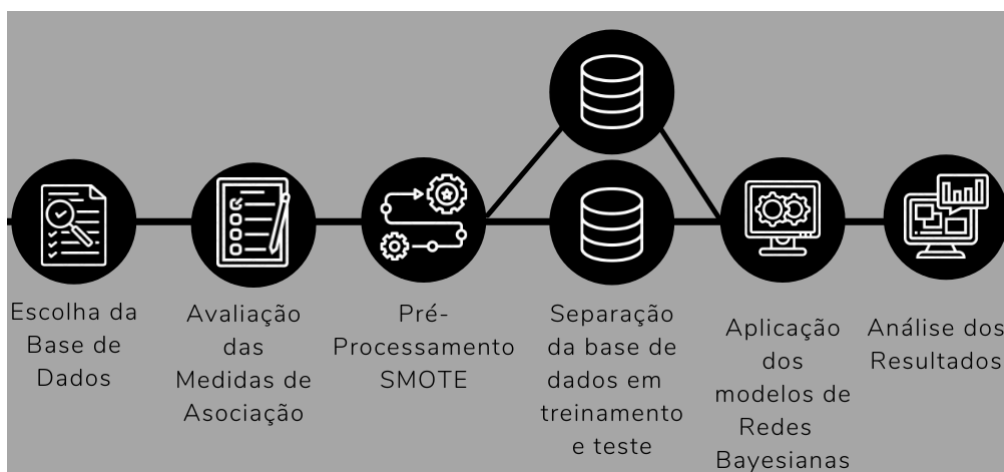 Escolha da
Base de
Dados
Avaliação
das
Medidas de
Asociação
Pré-
Processamento
SMOTE
Separação
da base de
dados em
treinamento
e teste
Aplicação
dos
modelos de
Redes
Bayesianas
Análise dos
Resultados